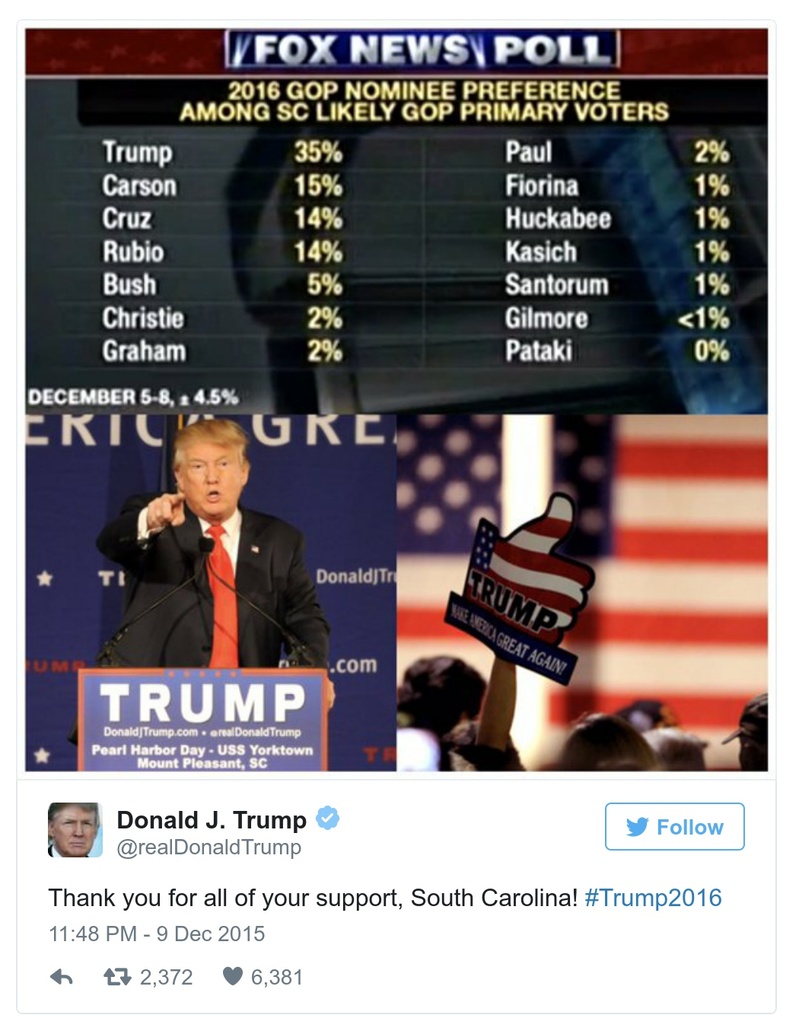 FOX NEWS POLL
2016 GOP NOMINEE PREFERENCE
AMONG SC LIKELY GOP PRIMARY VOTERS
Trump 35% Paul 2%
Carson 15% Fiorina 1%
Cruz 14% Huckabee 1%
Rubio 14% Kasich 1%
Bush 5% Santorum 1%
Christie 2% Gilmore <1%
Graham 2% Pataki 0%
DECEMBER 5-8, ± 4.5%
ERICA GREA
DonaldJTr
.com
TRUMP
DonaldJTrump.com • @realDonaldTrump
Pearl Harbor Day - USS Yorktown
Mount Pleasant, SC
TRUMP
MAKE AMERICA GREAT AGAIN!
Donald J. Trump
@realDonaldTrump
Follow
Thank you for all of your support, South Carolina! #Trump2016
11:48 PM - 9 Dec 2015
2,372 6,381